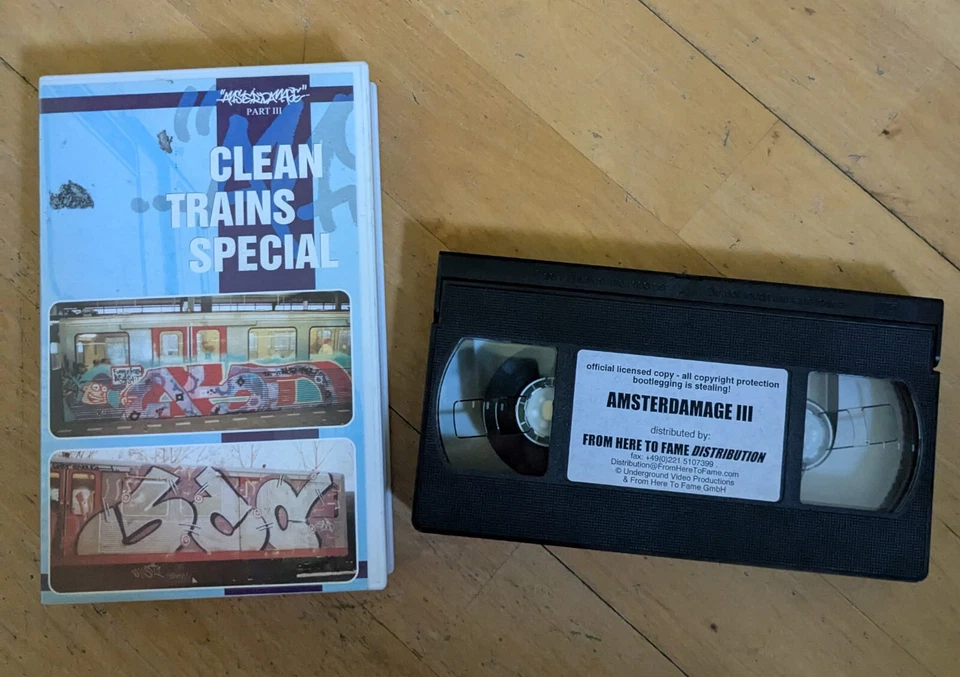 "AMSTERDAMAGE"
PART III
CLEAN
TRAINS
SPECIAL
official licensed copy - all copyright protection
bootlegging is stealing!
AMSTERDAMAGE III
distributed by:
FROM HERE TO FAME DISTRIBUTION
fax: +49(0)221 5107399
Distribution@FromHereToFame.com
© Underground Video Productions
& From Here To Fame GmbH